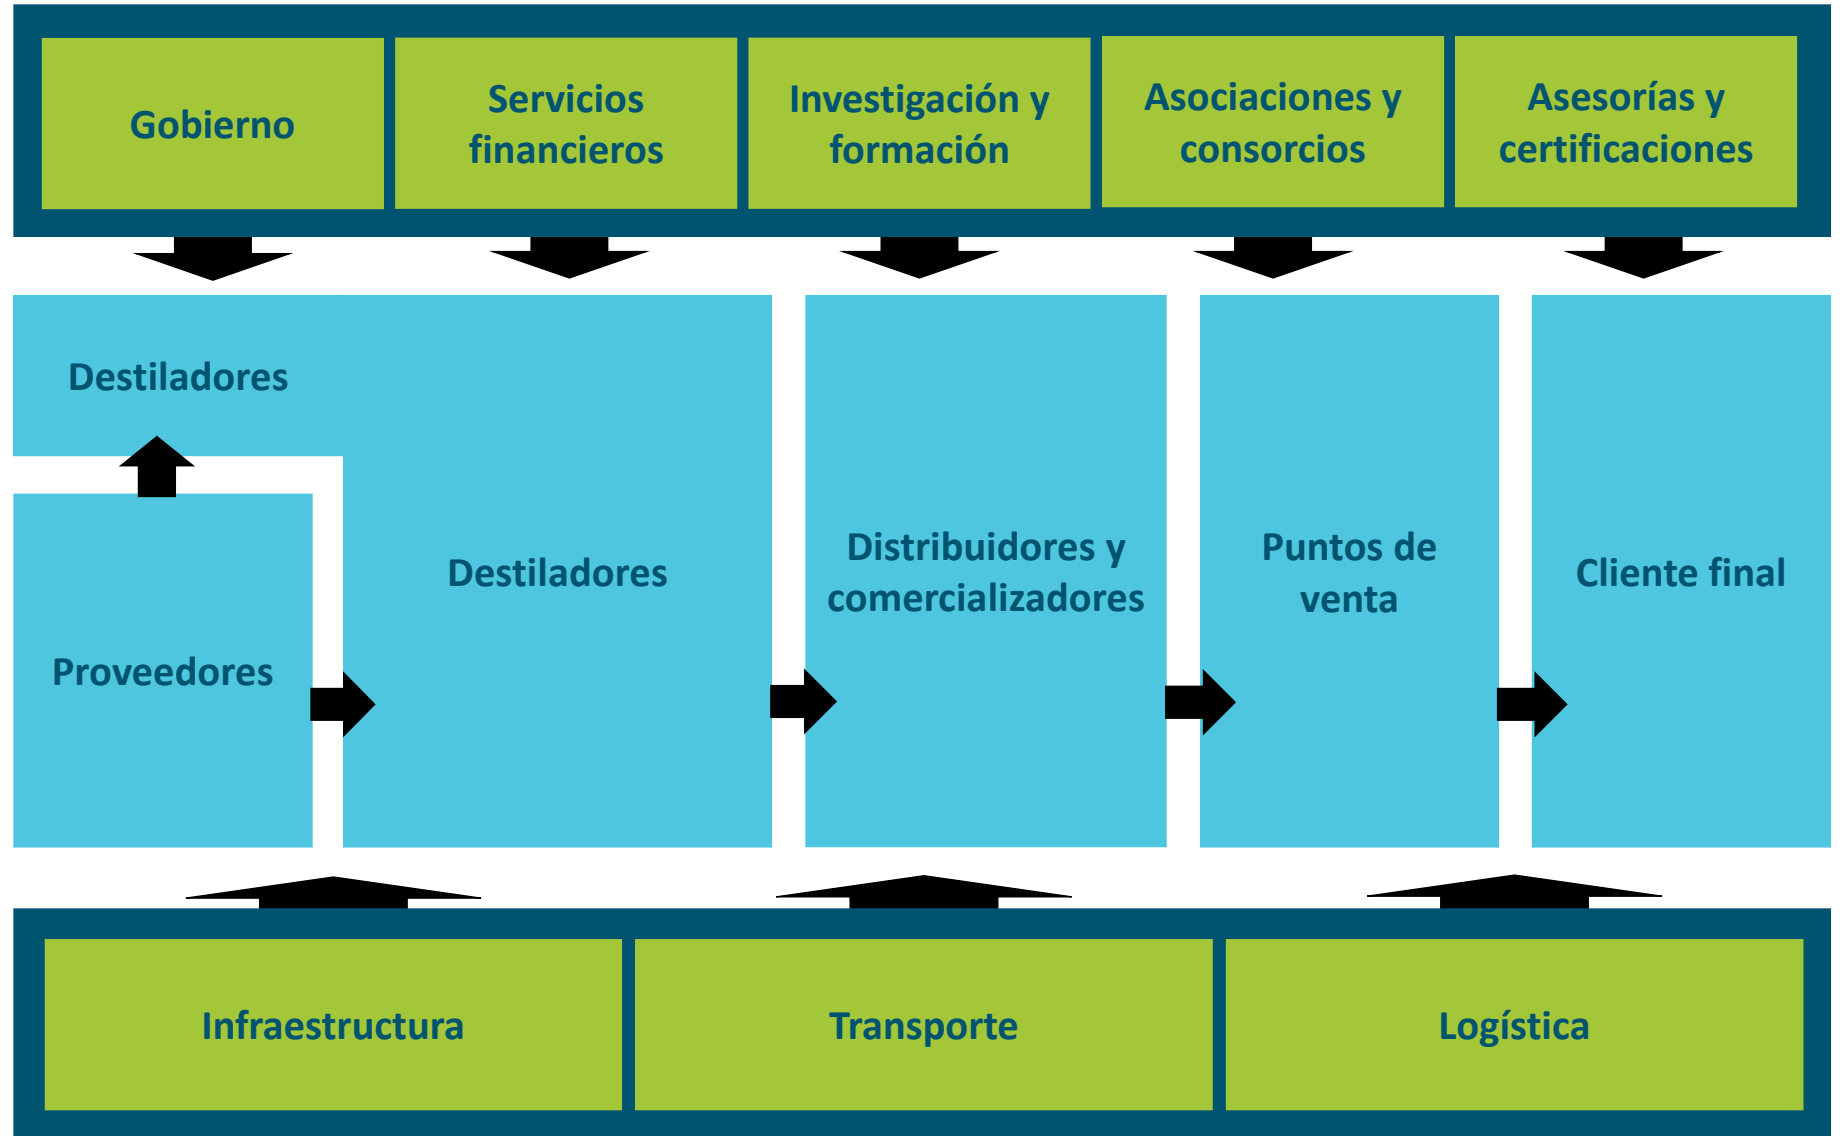 Gobierno
Servicios
financieros
Investigación y
formación
Asociaciones y
consorcios
Asesorías y
certificaciones
Destiladores
Proveedores
Destiladores
Distribuidores y
comercializadores
Puntos de
venta
Cliente final
Infraestructura
Transporte
Logística